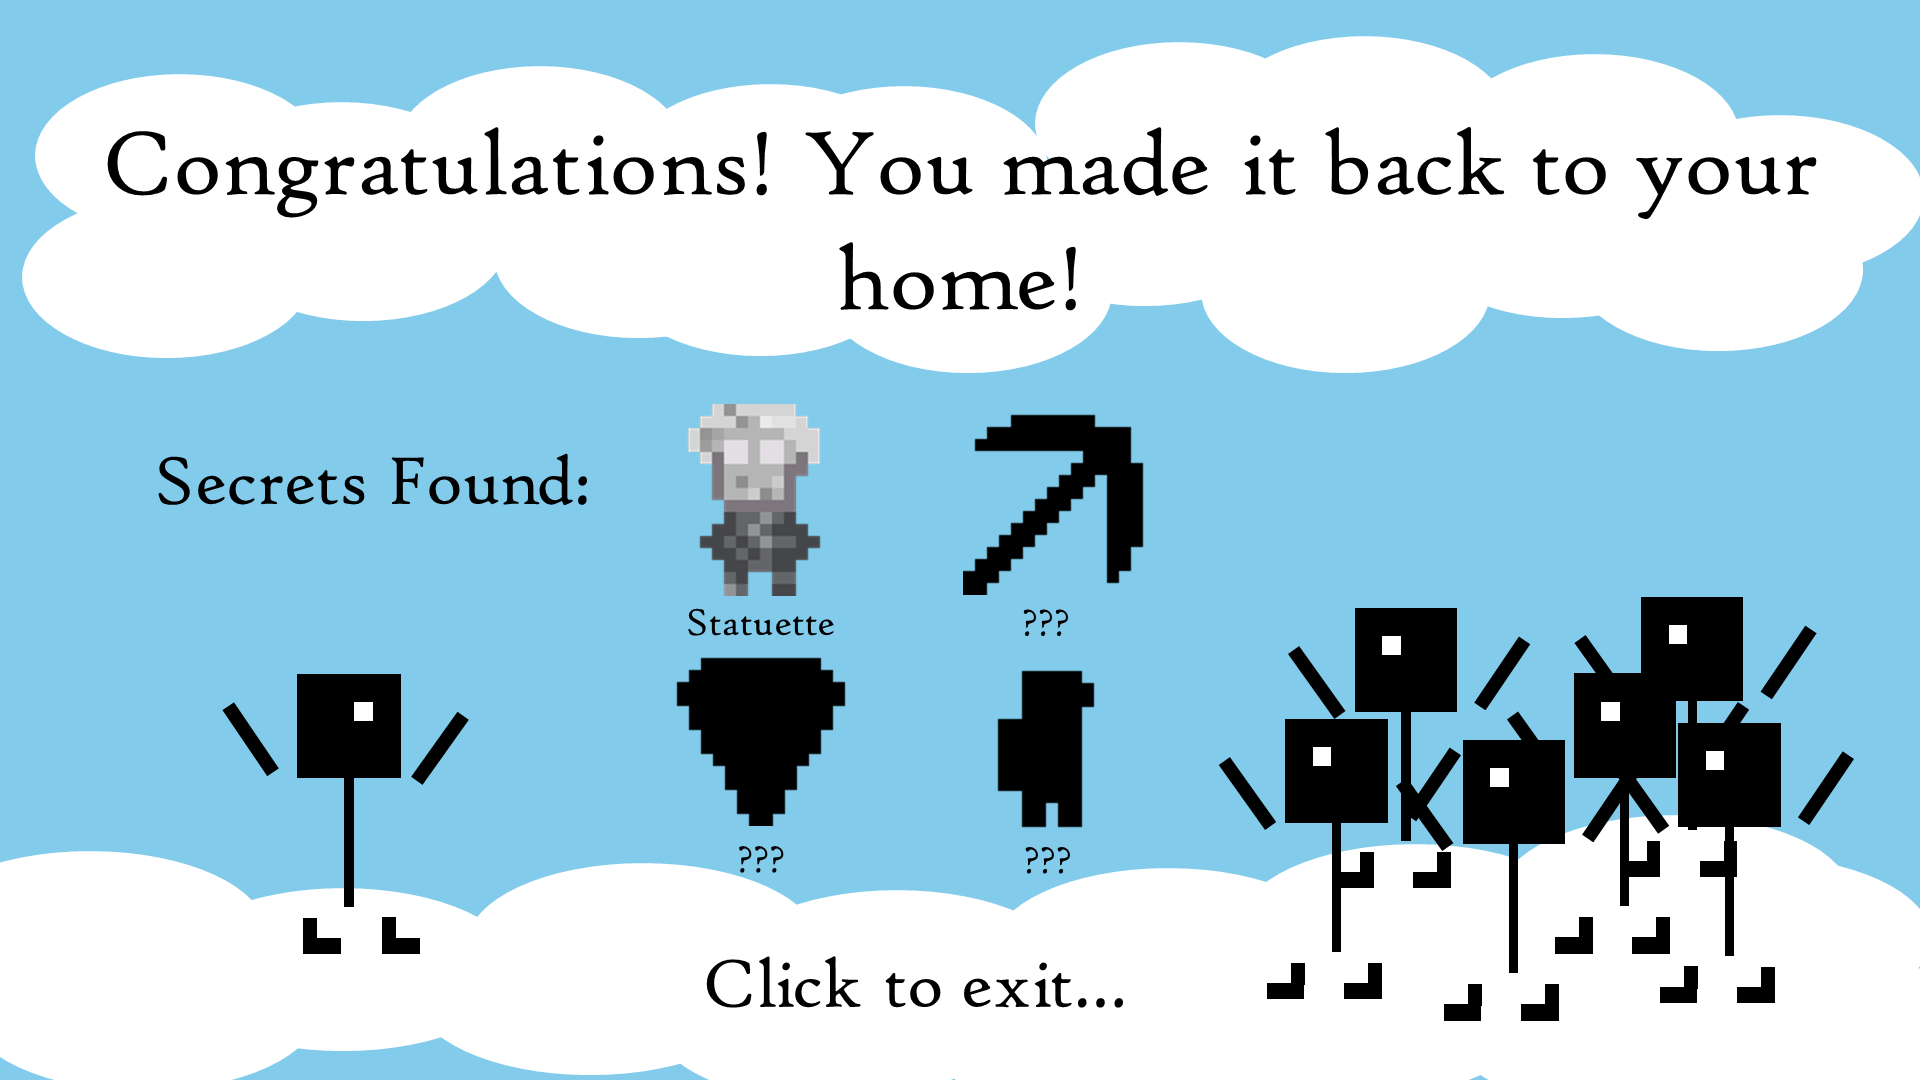 Congratulations! You made it back to your
home!
Secrets Found:
Statuette
???
???
???
Click to exit...